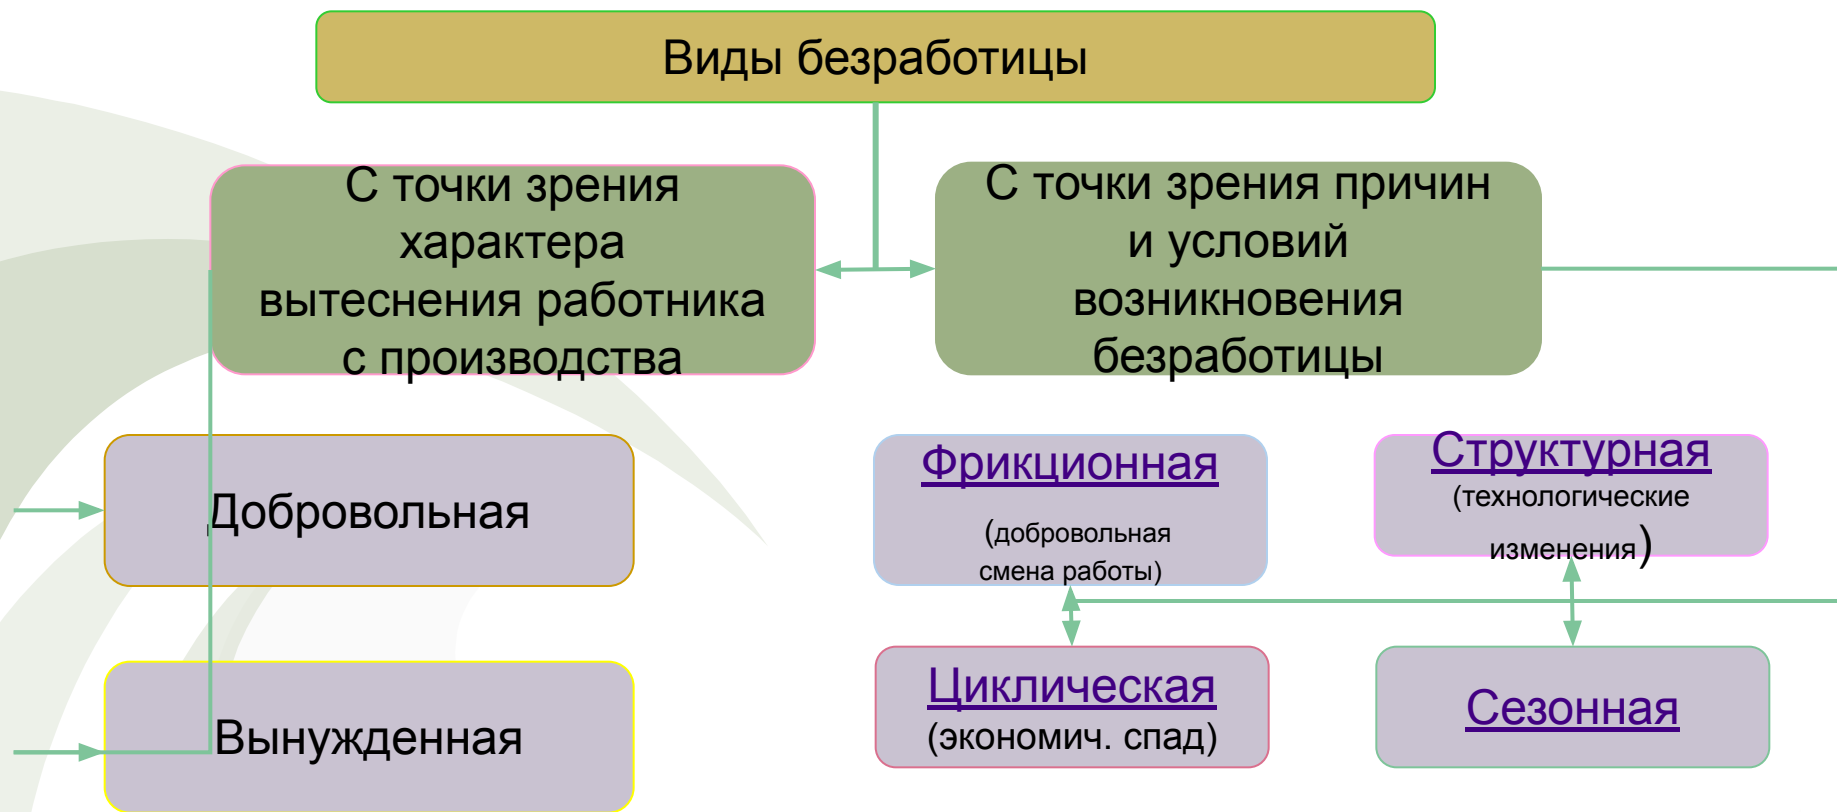 Виды безработицы
С точки зрения
характера
вытеснения работника
с производства
С точки зрения причин
и условий
возникновения
безработицы
Добровольная
Вынужденная
Фрикционная
(добровольная
смена работы)
Структурная
(технологические
изменения)
Циклическая
(экономич. спад)
Сезонная